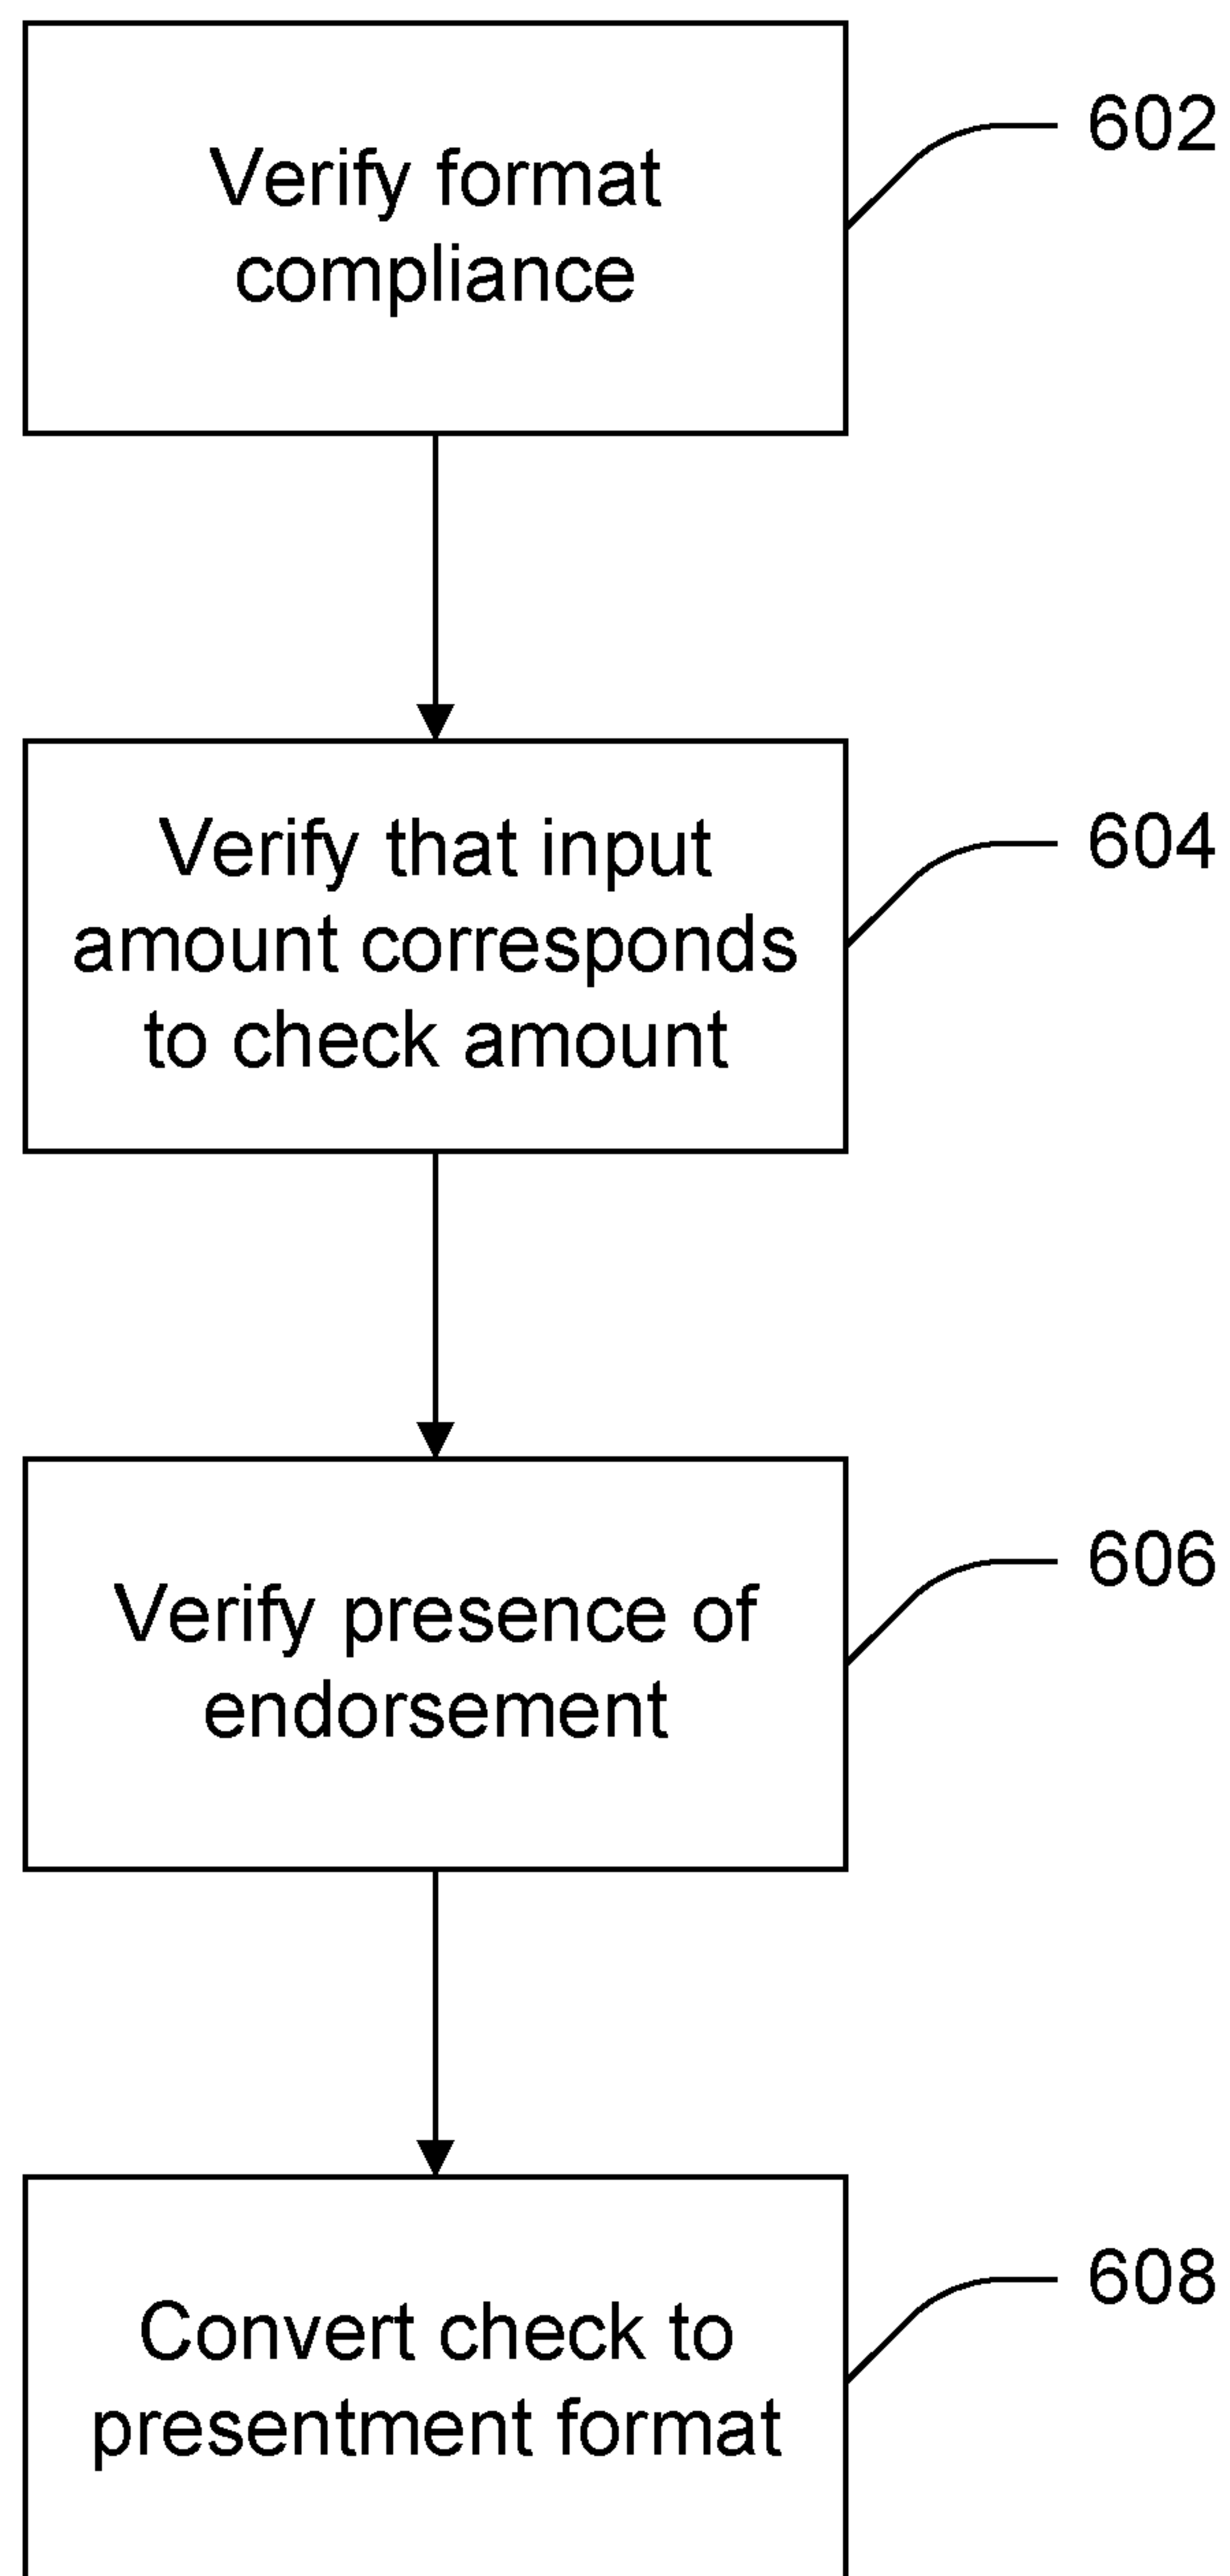 Verify format
compliance
602
Verify that input
amount corresponds
to check amount
604
Verify presence of
endorsement
606
Convert check to
presentment format
608